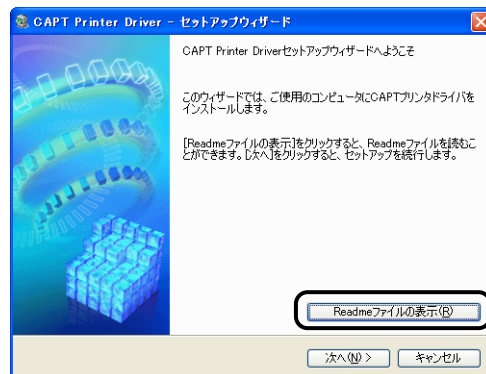 CAPT Printer Driver - セットアップウィザード
CAPT Printer Driverセットアップウィザードへようこそ
このウィザードでは、ご使用のコンピュータにCAPTプリンタドライバを
インストールします。
[Readmeファイルの表示]をクリックすると、Readmeファイルを読むこ
とができます。[次へ]をクリックすると、セットアップを続行します。
Readmeファイルの表示(R)
次へ(N) >
キャンセル